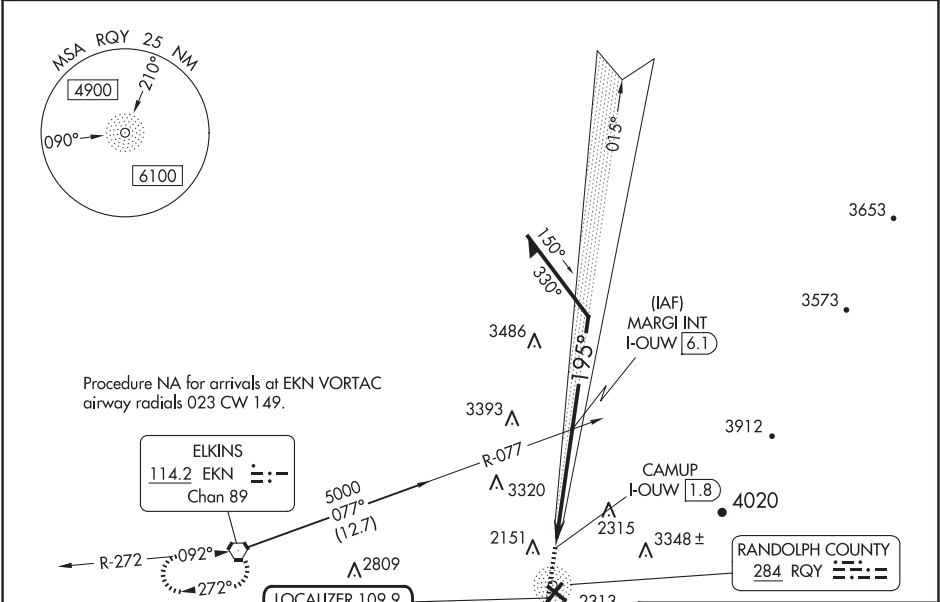 MSA RQY 25 NM
4900
210°
090°
6100
015°
3653
150°
330°
3573
(IAF)
MARGI INT
I-OUW 6.1
3486
195°
Procedure NA for arrivals at EKN VORTAC
airway radials 023 CW 149.
3393
3912
R-077
ELKINS
114.2 EKN
Chan 89
5000
077°
(12.7)
3320
CAMUP
I-OUW 1.8
4020
2315
2151
3348 ±
R-272
092°
272°
2809
RANDOLPH COUNTY
284 RQY
LOCALIZER 109.9
2313